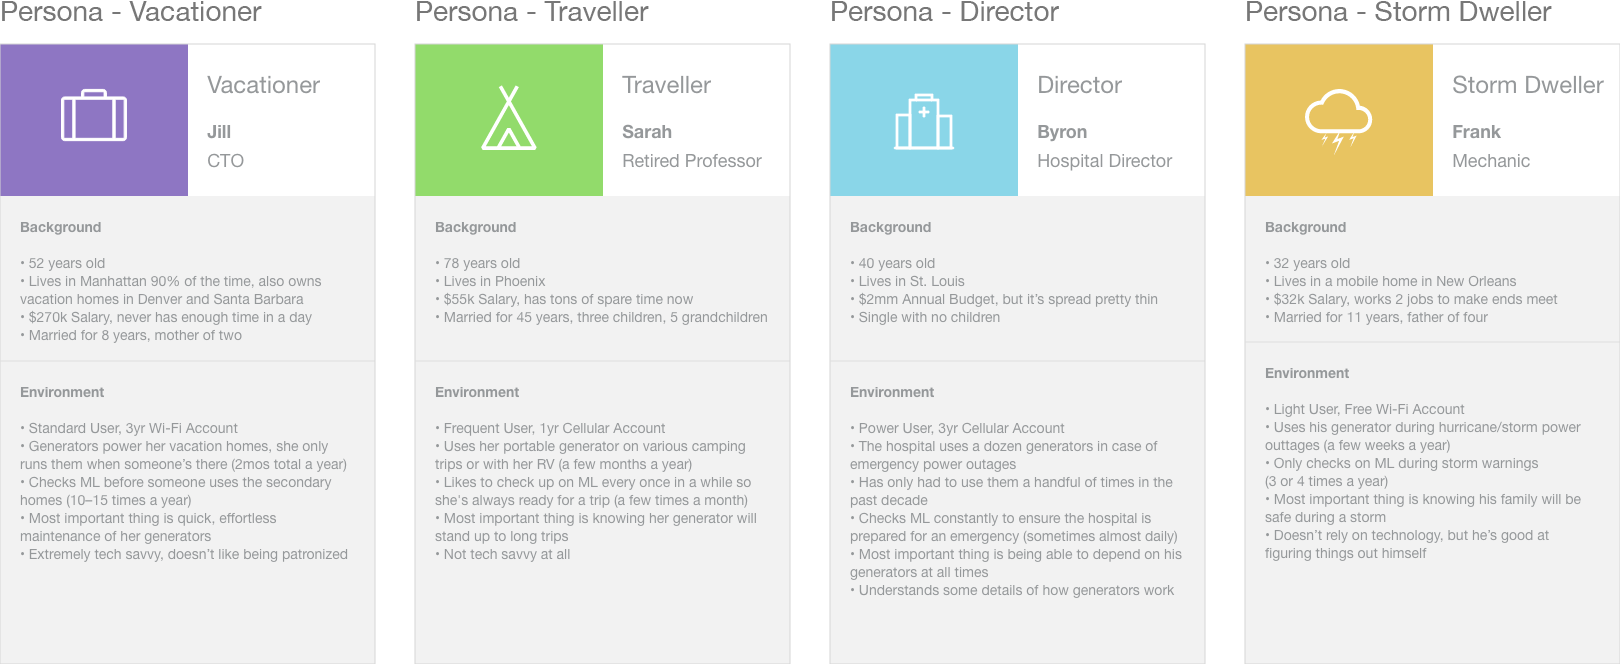 Persona - Vacationer
Vacationer
Jill
CTO
Background
• 52 years old
• Lives in Manhattan 90% of the time, also owns
vacation homes in Denver and Santa Barbara
• $270k Salary, never has enough time in a day
• Married for 8 years, mother of two
Environment
• Standard User, 3yr Wi-Fi Account
• Generators power her vacation homes, she only
runs them when someone’s there (2mos total a year)
• Checks ML before someone uses the secondary
homes (10–15 times a year)
• Most important thing is quick, effortless
maintenance of her generators
• Extremely tech savvy, doesn’t like being patronized
Persona - Traveller
Traveller
Sarah
Retired Professor
Background
• 78 years old
• Lives in Phoenix
• $55k Salary, has tons of spare time now
• Married for 45 years, three children, 5 grandchildren
Environment
• Frequent User, 1yr Cellular Account
• Uses her portable generator on various camping
trips or with her RV (a few months a year)
• Likes to check up on ML every once in a while so
she's always ready for a trip (a few times a month)
• Most important thing is knowing her generator will
stand up to long trips
• Not tech savvy at all
Persona - Director
Director
Byron
Hospital Director
Background
• 40 years old
• Lives in St. Louis
• $2mm Annual Budget, but it’s spread pretty thin
• Single with no children
Environment
• Power User, 3yr Cellular Account
• The hospital uses a dozen generators in case of
emergency power outages
• Has only had to use them a handful of times in the
past decade
• Checks ML constantly to ensure the hospital is
prepared for an emergency (sometimes almost daily)
• Most important thing is being able to depend on his
generators at all times
• Understands some details of how generators work
Persona - Storm Dweller
Storm Dweller
Frank
Mechanic
Background
• 32 years old
• Lives in a mobile home in New Orleans
• $32k Salary, works 2 jobs to make ends meet
• Married for 11 years, father of four
Environment
• Light User, Free Wi-Fi Account
• Uses his generator during hurricane/storm power
outages (a few weeks a year)
• Only checks on ML during storm warnings
(3 or 4 times a year)
• Most important thing is knowing his family will be
safe during a storm
• Doesn’t rely on technology, but he’s good at
figuring things out himself